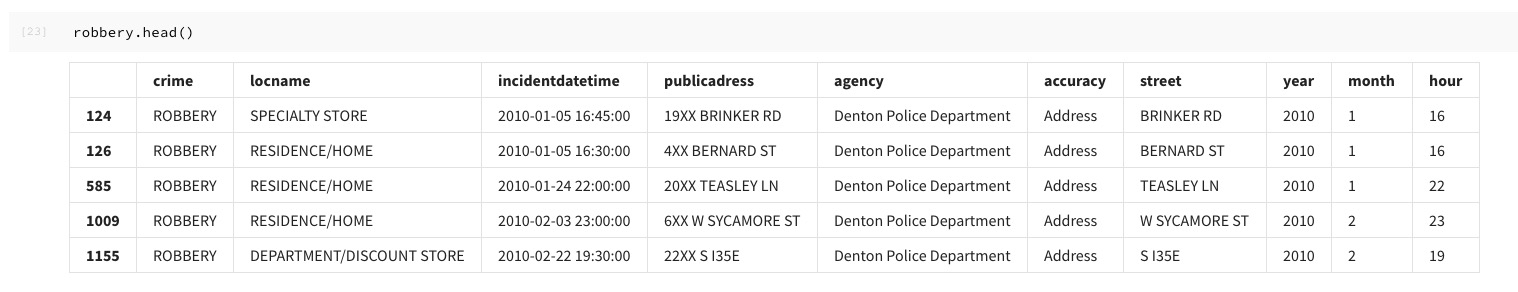 [23] robbery.head()
crime locname incidentdatetime publicadress agency accuracy street year month hour
124 ROBBERY SPECIALTY STORE 2010-01-05 16:45:00 19XX BRINKER RD Denton Police Department Address BRINKER RD 2010 1 16
126 ROBBERY RESIDENCE/HOME 2010-01-05 16:30:00 4XX BERNARD ST Denton Police Department Address BERNARD ST 2010 1 16
585 ROBBERY RESIDENCE/HOME 2010-01-24 22:00:00 20XX TEASLEY LN Denton Police Department Address TEASLEY LN 2010 1 22
1009 ROBBERY RESIDENCE/HOME 2010-02-03 23:00:00 6XX W SYCAMORE ST Denton Police Department Address W SYCAMORE ST 2010 2 23
1155 ROBBERY DEPARTMENT/DISCOUNT STORE 2010-02-22 19:30:00 22XX S I35E Denton Police Department Address S I35E 2010 2 19